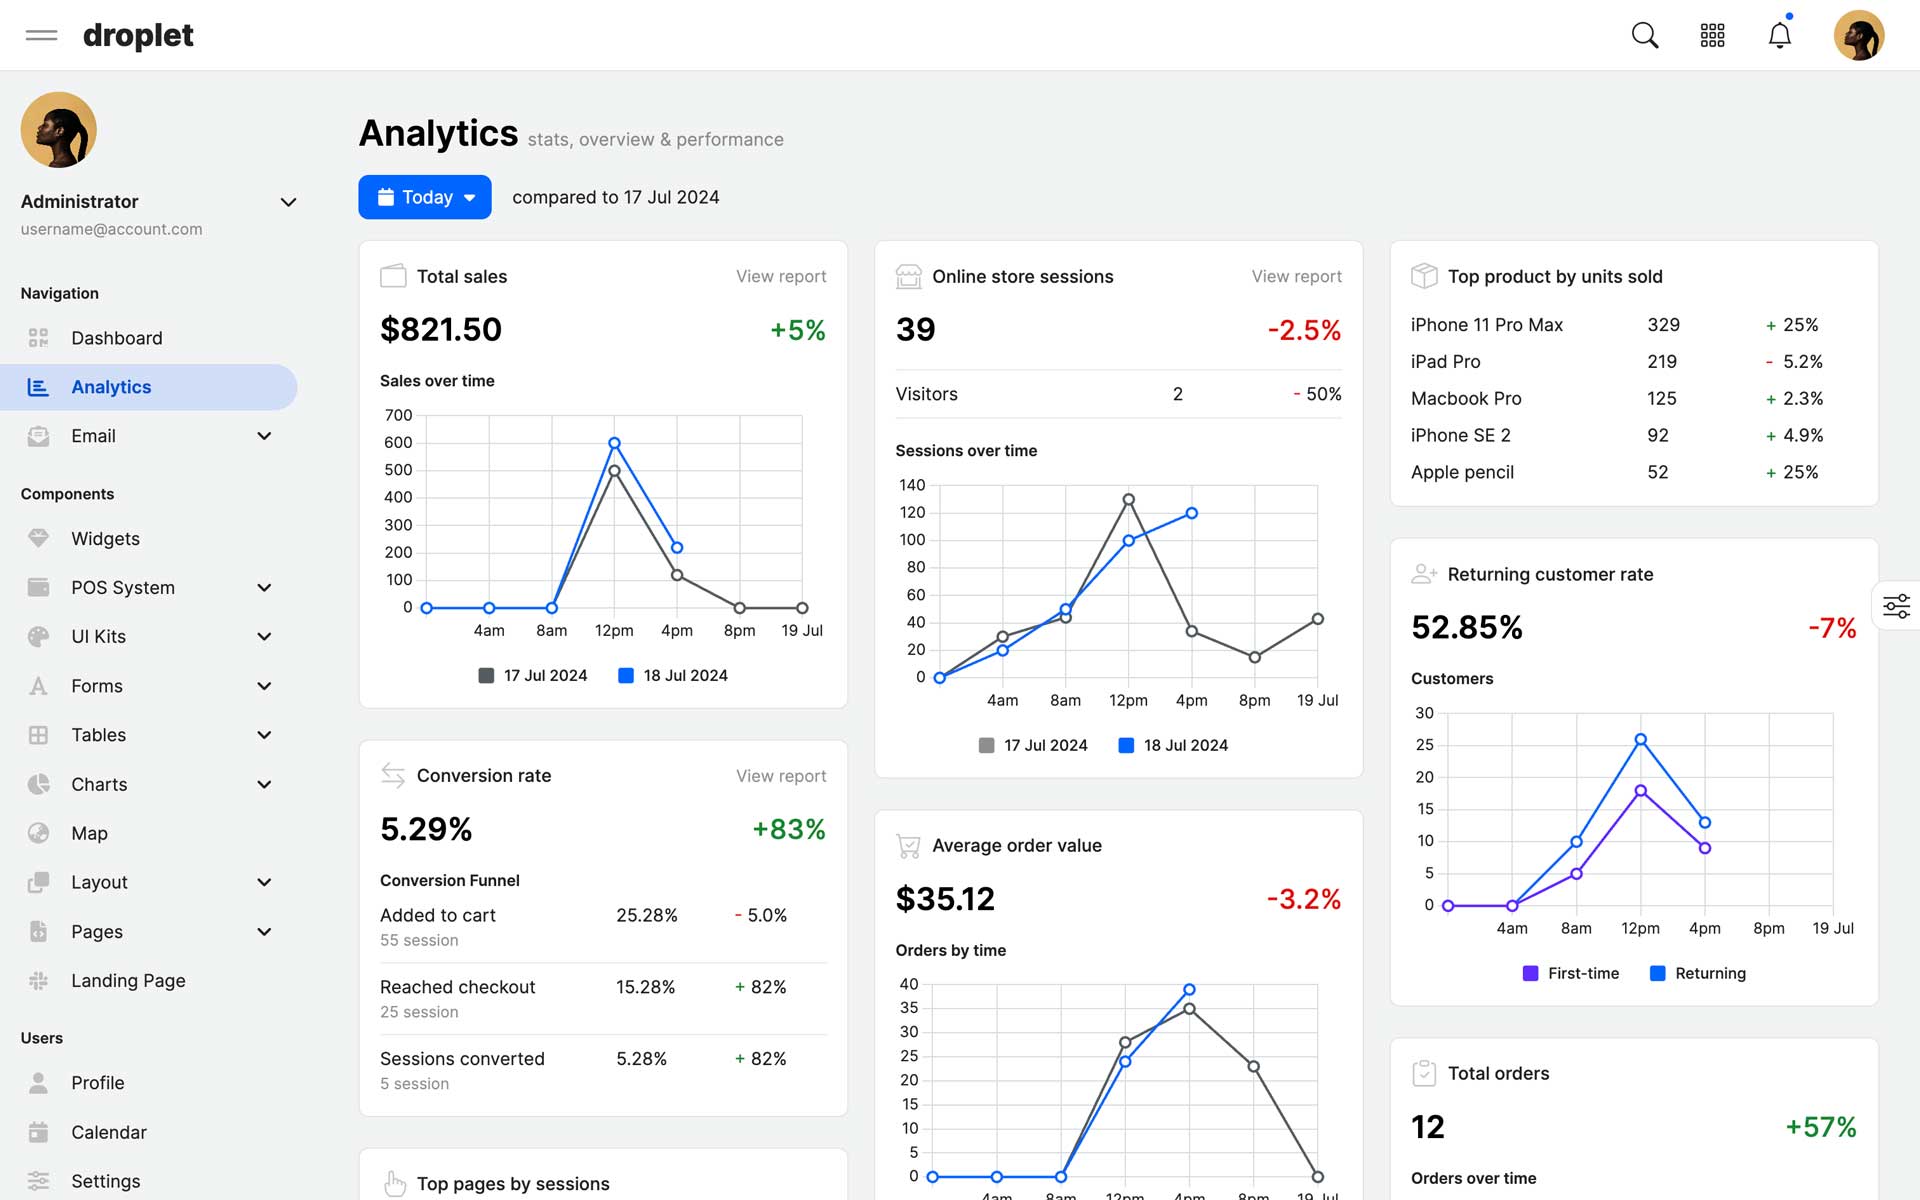 droplet
Administrator
username@account.com
Navigation
Dashboard
Analytics
Email
Components
Widgets
POS System
UI Kits
Forms
Tables
Charts
Map
Layout
Pages
Landing Page
Users
Profile
Calendar
Settings
Analytics stats, overview & performance
Today compared to 17 Jul 2024
Total sales View report
$821.50 +5%
Sales over time
700
600
500
400
300
200
100
0
4am 8am 12pm 4pm 8pm 19 Jul
17 Jul 2024 18 Jul 2024
Conversion rate View report
5.29% +83%
Conversion Funnel
Added to cart 25.28% - 5.0%
55 session
Reached checkout 15.28% + 82%
25 session
Sessions converted 5.28% + 82%
5 session
Top pages by sessions
Online store sessions View report
39 -2.5%
Visitors 2 - 50%
Sessions over time
140
120
100
80
60
40
20
0
4am 8am 12pm 4pm 8pm 19 Jul
17 Jul 2024 18 Jul 2024
Average order value
$35.12 -3.2%
Orders by time
40
35
30
25
20
15
10
5
0
4am 8am 12pm 4pm 8pm 19 Jul
Top product by units sold
iPhone 11 Pro Max 329 + 25%
iPad Pro 219 - 5.2%
Macbook Pro 125 + 2.3%
iPhone SE 2 92 + 4.9%
Apple pencil 52 + 25%
Returning customer rate
52.85% -7%
Customers
30
25
20
15
10
5
0
4am 8am 12pm 4pm 8pm 19 Jul
First-time Returning
Total orders
12 +57%
Orders over time